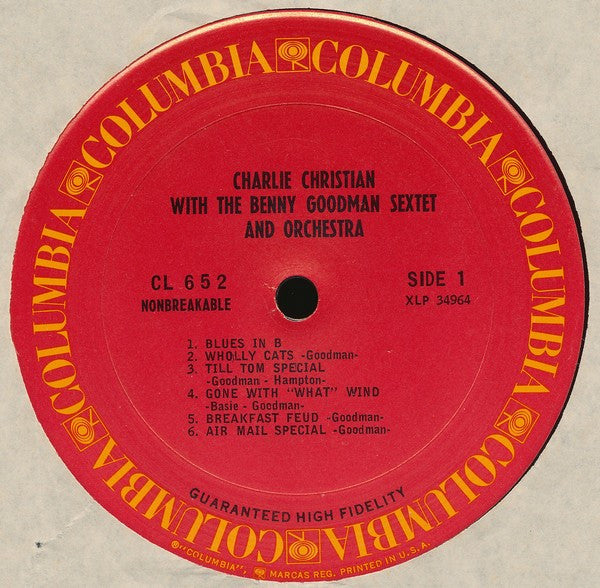 COLUMBIA COLUMBIA COLUMBIA COLUMBIA COLUMBIA COLUMBIA COLUMBIA
CHARLIE CHRISTIAN
WITH THE BENNY GOODMAN SEXTET
AND ORCHESTRA
CL 652
NONBREAKABLE
SIDE 1
XLP 34964
1. BLUES IN B
2. WHOLLY CATS -Goodman-
3. TILL TOM SPECIAL
-Goodman - Hampton-
4. GONE WITH "WHAT" WIND
-Basie - Goodman-
5. BREAKFAST FEUD -Goodman-
6. AIR MAIL SPECIAL -Goodman-
GUARANTEED HIGH FIDELITY
®"COLUMBIA", MARCAS REG. PRINTED IN U.S.A.